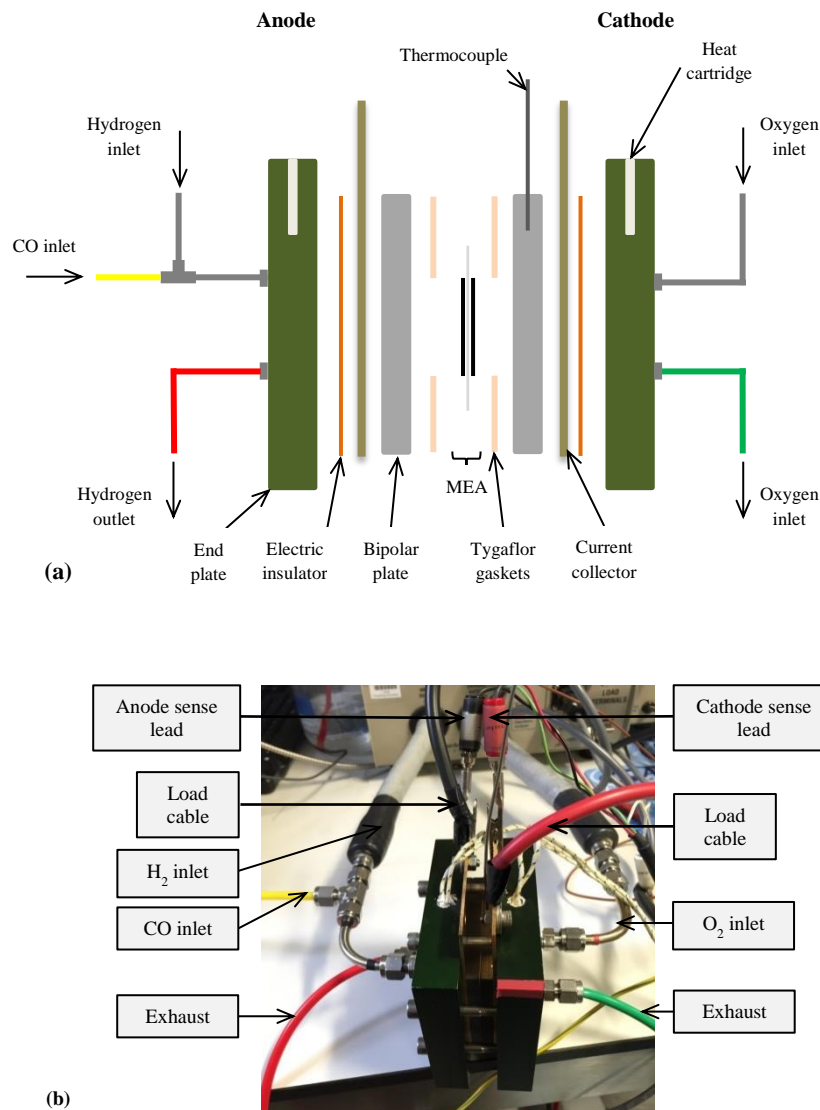 Anode
Cathode
Thermocouple
Heat
cartridge
Hydrogen
inlet
Oxygen
inlet
CO inlet
MEA
Hydrogen
outlet
Oxygen
inlet
End
plate
Electric
insulator
Bipolar
plate
Tygaflor
gaskets
Current
collector
(a)
Anode sense
lead
Cathode sense
lead
LOAD
TERMINALS
Load
cable
Load
cable
H2 inlet
CO inlet
O2 inlet
Exhaust
Exhaust
(b)